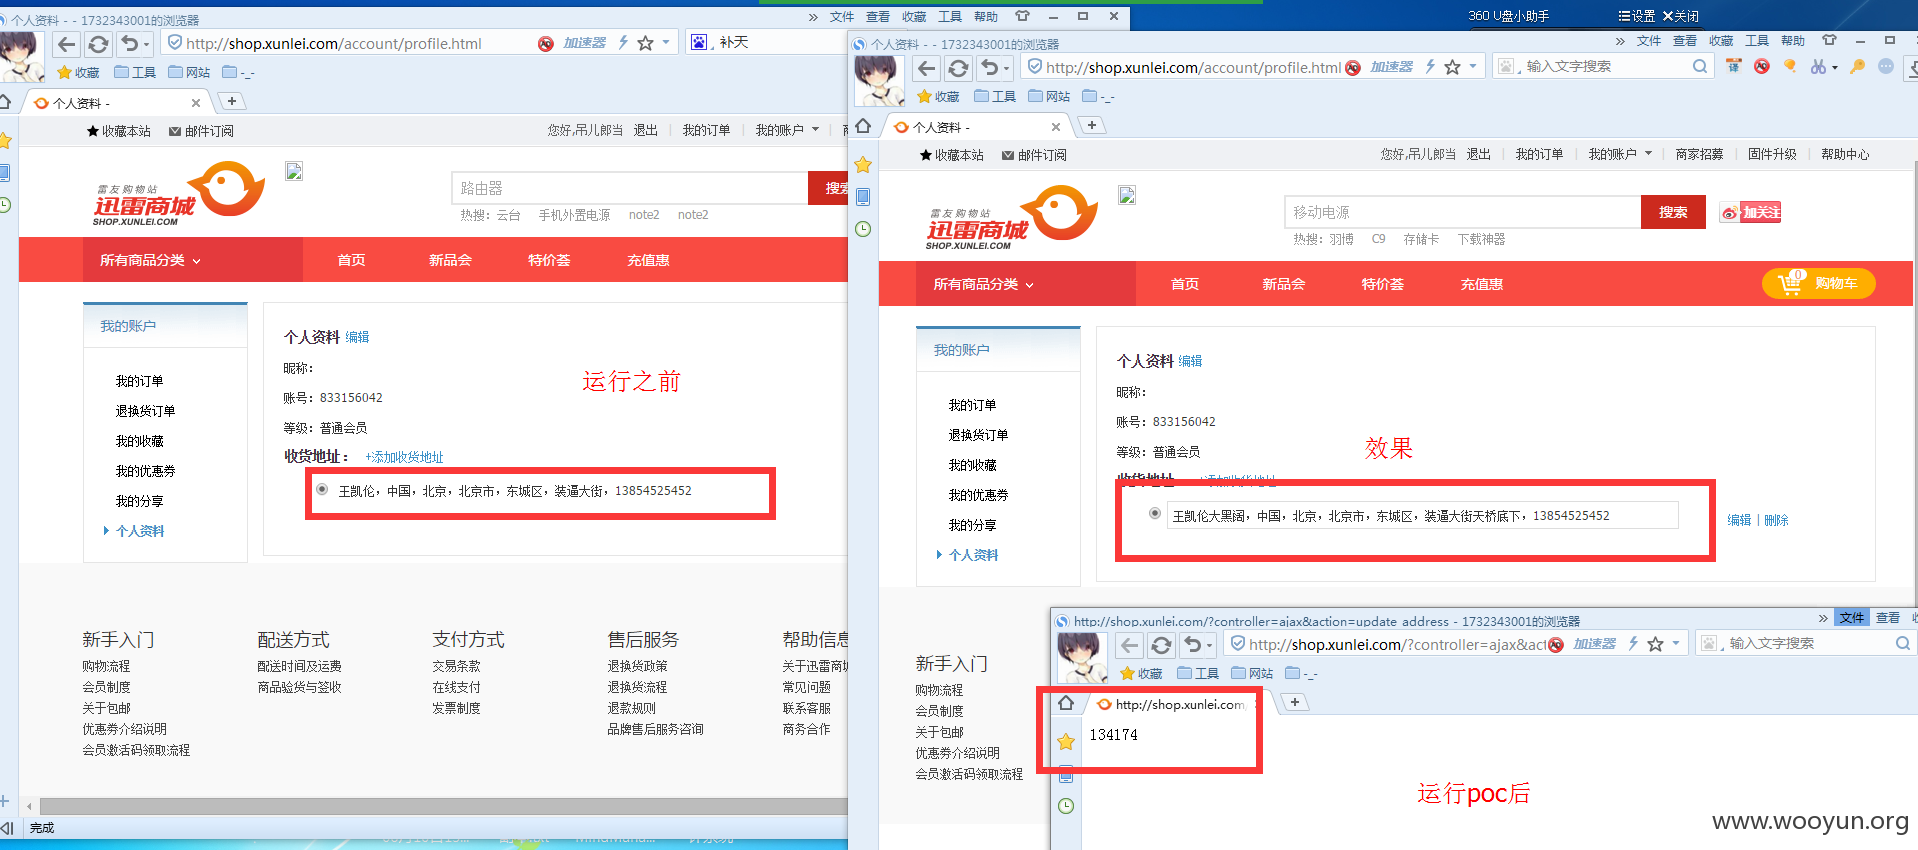 360 U盘小助手
设置 关闭
个人资料 - - 1732343001的浏览器
» 文件 查看 收藏 工具 帮助
http://shop.xunlei.com/account/profile.html
加速器
补天
收藏 工具 网站 -_-
个人资料 -
收藏本站 邮件订阅
您好,吊儿郎当 退出 我的订单 我的账户
雷友购物站
迅雷商城
SHOP.XUNLEI.COM
路由器
热搜: 云台 手机外置电源 note2 note2
所有商品分类
首页 新品会 特价荟 充值惠
我的账户
我的订单
退换货订单
我的收藏
我的优惠券
我的分享
个人资料
个人资料 编辑
昵称:
账号: 833156042
等级: 普通会员
收货地址: +添加收货地址
王凯伦, 中国, 北京, 北京市, 东城区, 装逼大街, 13854525452
运行之前
新手入门
购物流程
会员制度
关于包邮
优惠券介绍说明
会员激活码领取流程
配送方式
配送时间及运费
商品验货与签收
支付方式
交易条款
在线支付
发票制度
售后服务
退换货政策
退换货流程
退款规则
品牌售后服务咨询
帮助信息
关于迅雷商城
常见问题
联系客服
商务合作
完成
个人资料 - - 1732343001的浏览器
» 文件 查看 收藏 工具 帮助
http://shop.xunlei.com/account/profile.html
加速器
输入文字搜索
译
收藏 工具 网站 -_-
个人资料 -
收藏本站 邮件订阅
您好,吊儿郎当 退出 我的订单 我的账户 商家招募 固件升级 帮助中心
雷友购物站
迅雷商城
SHOP.XUNLEI.COM
移动电源
搜索
加关注
热搜: 羽博 C9 存储卡 下载神器
所有商品分类
首页 新品会 特价荟 充值惠
0 购物车
我的账户
我的订单
退换货订单
我的收藏
我的优惠券
我的分享
个人资料
个人资料 编辑
昵称:
账号: 833156042
等级: 普通会员
效果
王凯伦大黑阔, 中国, 北京, 北京市, 东城区, 装逼大街天桥底下, 13854525452
编辑 | 删除
新手入门
购物流程
会员制度
关于包邮
优惠券介绍说明
会员激活码领取流程
http://shop.xunlei.com/?controller=ajax&action=update_address - 1732343001的浏览器
» 文件 查看
http://shop.xunlei.com/?controller=ajax&act
加速器
输入文字搜索
收藏 工具 网站 -_-
http://shop.xunlei.com
134174
运行poc后
www.wooyun.org